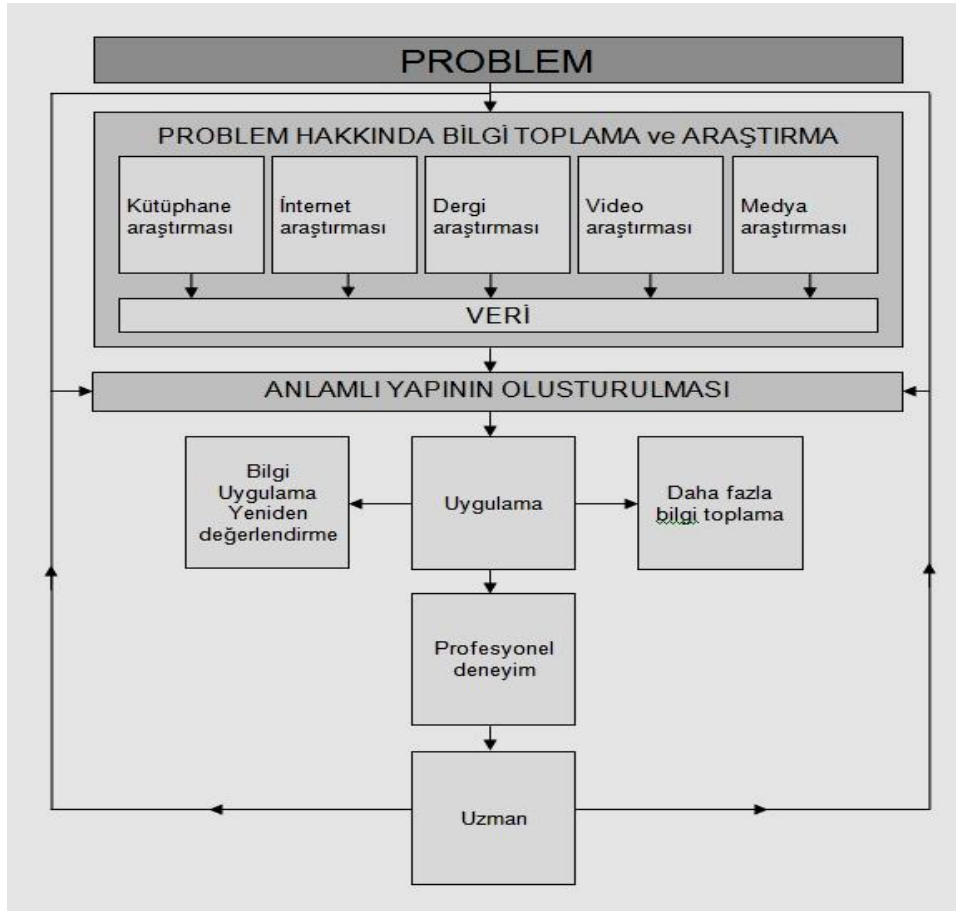 PROBLEM
PROBLEM HAKKINDA BİLGİ TOPLAMA ve ARAŞTIRMA
Kütüphane
araştırması
İnternet
araştırması
Dergi
araştırması
Video
araştırması
Medya
araştırması
VERİ
ANLAMLI YAPININ OLUSTURULMASI
Bilgi
Uygulama
Yeniden
değerlendirme
Uygulama
Daha fazla
bilgi toplama
Profesyonel
deneyim
Uzman